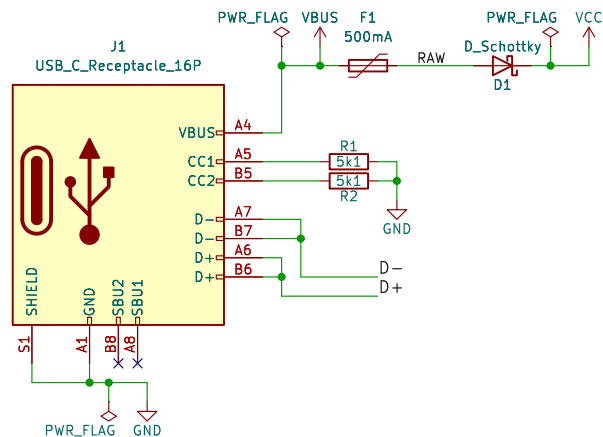 PWR_FLAG VBUS F1 PWR_FLAG VCC
500mA D_Schottky
J1
USB_C_Receptacle_16P
RAW
D1
VBUS A4
CC1 A5 R1
5k1
CC2 B5 5k1
R2
D- A7
GND
D- B7
D+ A6 D-
D+ B6 D+
SHIELD GND SBU2 SBU1
S1 A1 B8 A8
PWR_FLAG GND